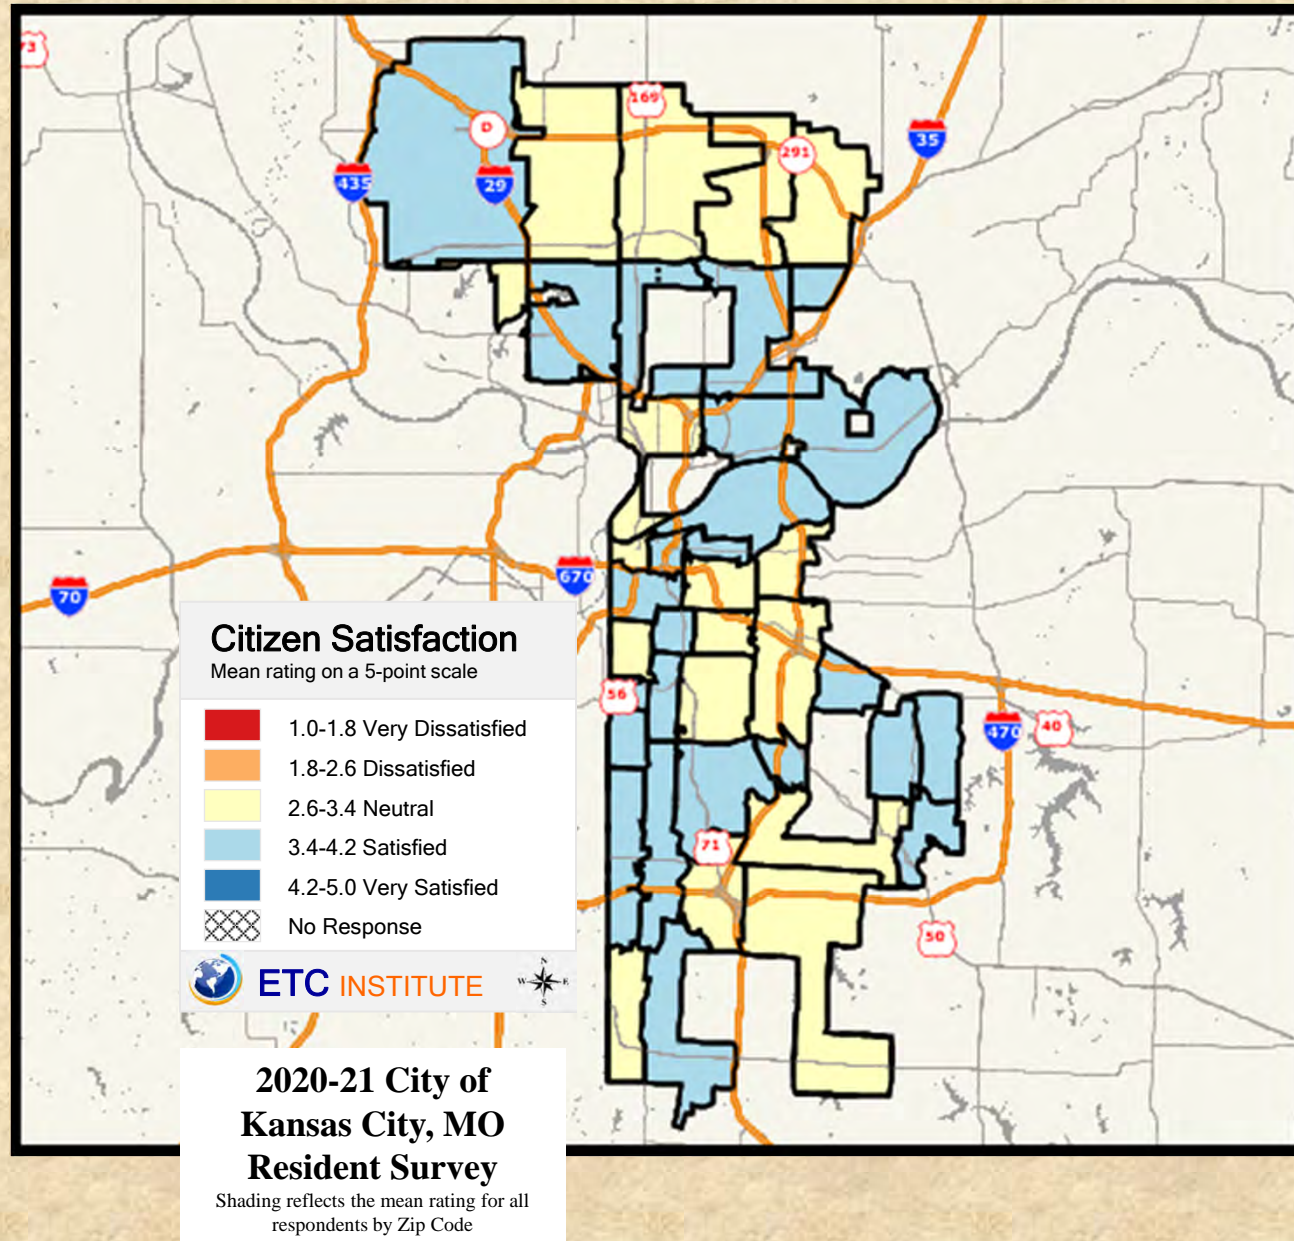 73
169
D
291
35
435
29
70
670
56
470
40
71
50
Citizen Satisfaction
Mean rating on a 5-point scale
1.0-1.8 Very Dissatisfied
1.8-2.6 Dissatisfied
2.6-3.4 Neutral
3.4-4.2 Satisfied
4.2-5.0 Very Satisfied
No Response
ETC INSTITUTE
N
W E
S
2020-21 City of
Kansas City, MO
Resident Survey
Shading reflects the mean rating for all
respondents by Zip Code